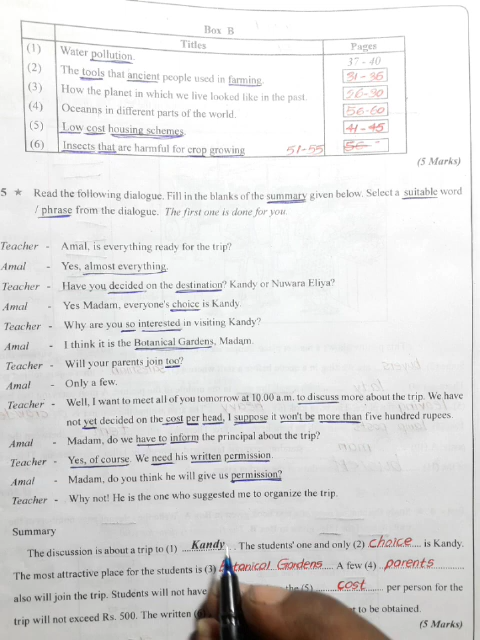 Box B
Titles Pages
(1) Water pollution. 37 - 40
(2) The tools that ancient people used in farming. 31 - 36
(3) How the planet in which we live looked like in the past. 26-30
(4) Oceanns in different parts of the world. 56-60
(5) Low cost housing schemes. 41 - 45
(6) Insects that are harmful for crop growing 51-55
(5 Marks)
5 ★ Read the following dialogue. Fill in the blanks of the summary given below. Select a suitable word
/ phrase from the dialogue. The first one is done for you.
Teacher - Amal, is everything ready for the trip?
Amal - Yes, almost everything.
Teacher - Have you decided on the destination? Kandy or Nuwara Eliya?
Amal - Yes Madam, everyone's choice is Kandy.
Teacher - Why are you so interested in visiting Kandy?
Amal - I think it is the Botanical Gardens, Madam.
Teacher - Will your parents join too?
Amal - Only a few.
Teacher - Well, I want to meet all of you tomorrow at 10.00 a.m. to discuss more about the trip. We have
not yet decided on the cost per head, I suppose it won't be more than five hundred rupees.
Amal - Madam, do we have to inform the principal about the trip?
Teacher - Yes, of course. We need his written permission.
Amal - Madam, do you think he will give us permission?
Teacher - Why not! He is the one who suggested me to organize the trip.
Summary
The discussion is about a trip to (1) ....Kandy.... The students' one and only (2) choice .... is Kandy.
The most attractive place for the students is (3) Botanical Gardens.... A few (4) parents ............
also will join the trip. Students will not have the (5) ........cost........ per person for the
trip will not exceed Rs. 500. The written to be obtained.
(5 Marks)